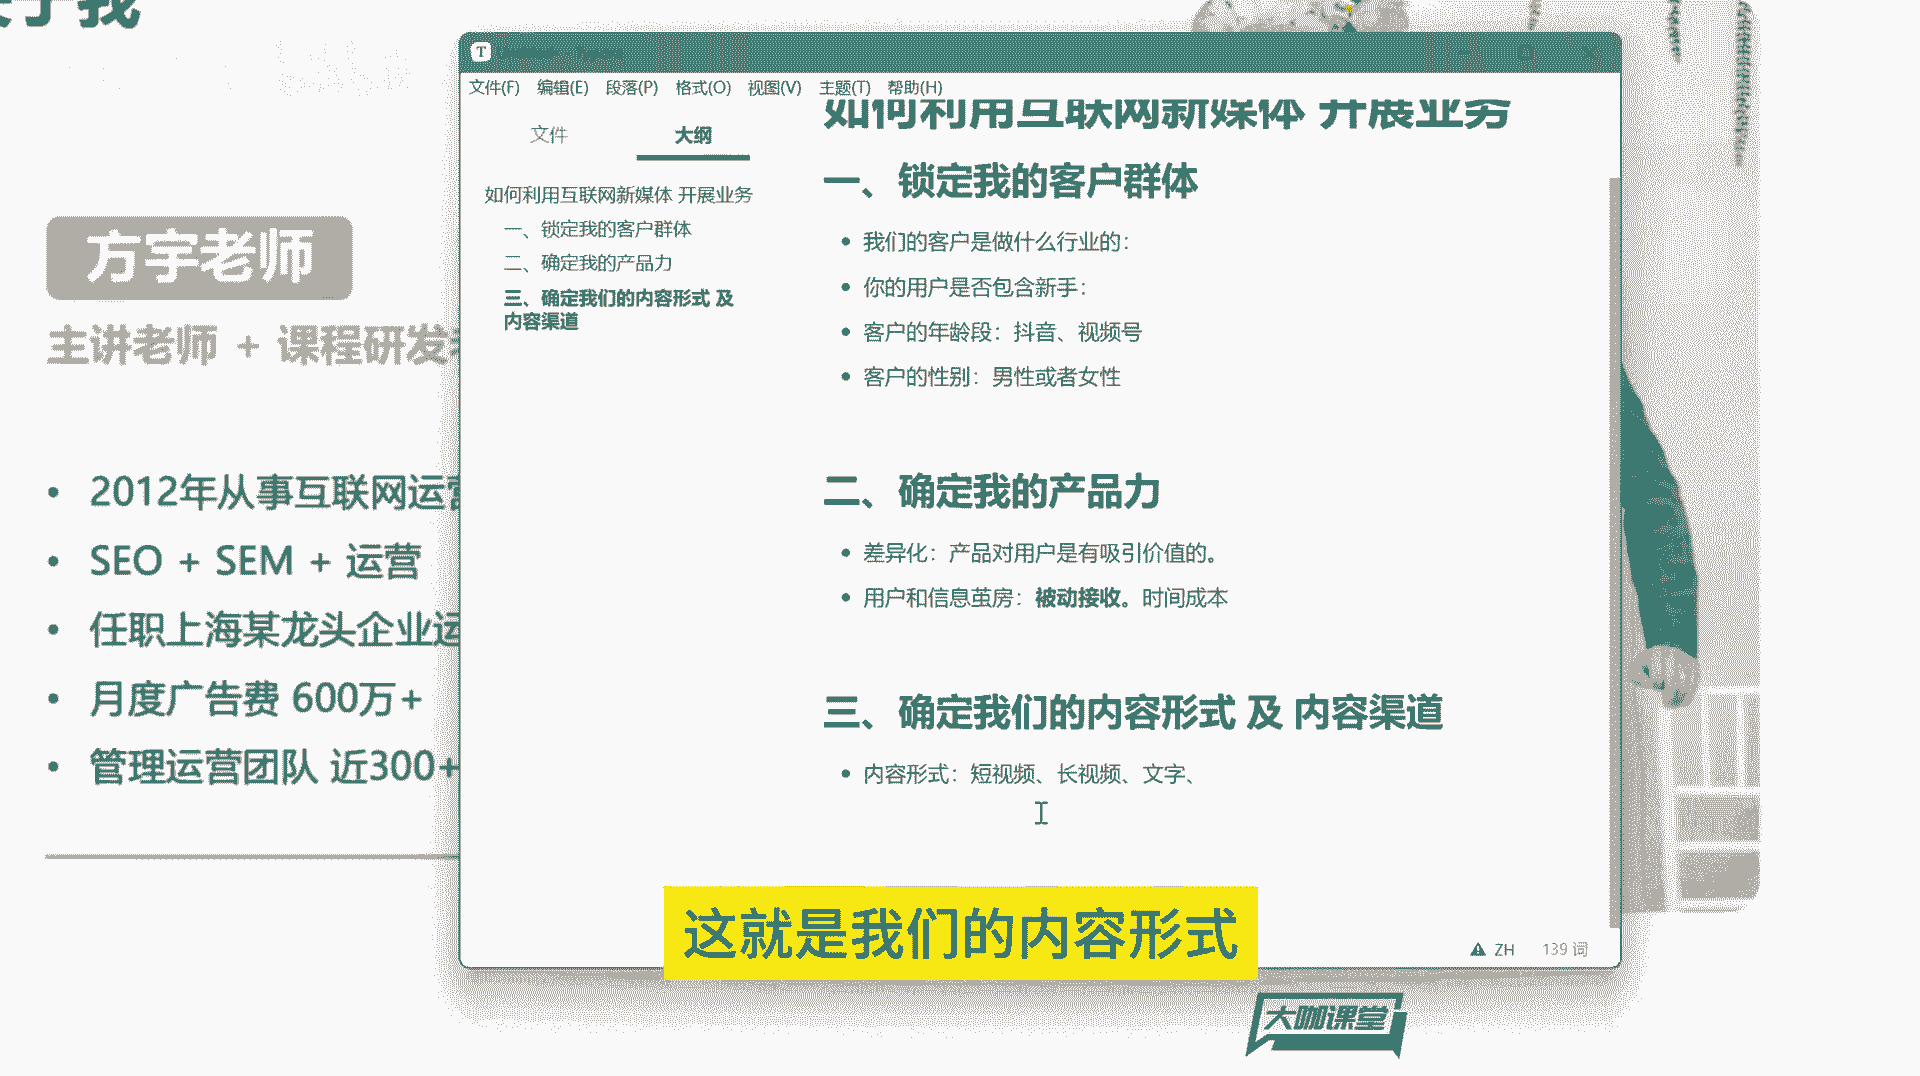 关于我
方宇老师
主讲老师 + 课程研发
2012年从事互联网运营
SEO + SEM + 运营
任职上海某龙头企业运
月度广告费 600万+
管理运营团队 近300+
T
文件(F) 编辑(E) 段落(P) 格式(O) 视图(V) 主题(T) 帮助(H)
文件 大纲
如何利用互联网新媒体 开展业务
一、锁定我的客户群体
二、确定我的产品力
三、确定我们的内容形式 及
内容渠道
如何利用互联网新媒体 开展业务
一、锁定我的客户群体
我们的客户是做什么行业的：
你的用户是否包含新手：
客户的年龄段：抖音、视频号
客户的性别：男性或者女性
二、确定我的产品力
差异化：产品对用户是有吸引价值的。
用户和信息茧房：被动接收。时间成本
三、确定我们的内容形式 及 内容渠道
内容形式：短视频、长视频、文字、
ZH 139 词
这就是我们的内容形式
大咖课堂